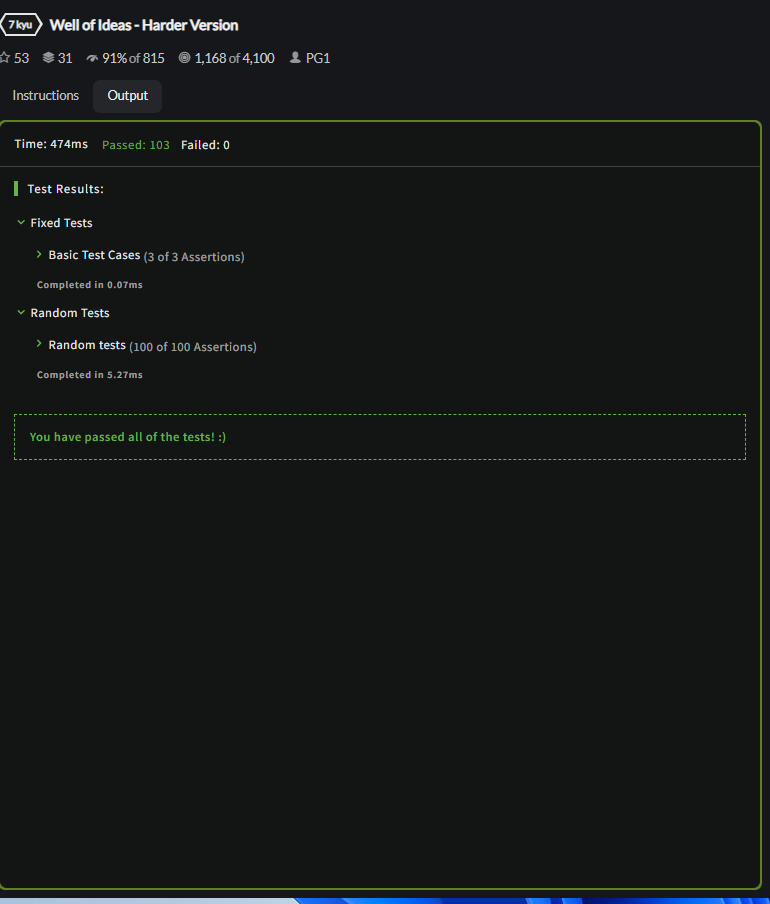 7 kyu Well of Ideas - Harder Version
53 31 91% of 815 1,168 of 4,100 PG1
Instructions Output
Time: 474ms Passed: 103 Failed: 0
Test Results:
Fixed Tests
Basic Test Cases (3 of 3 Assertions)
Completed in 0.07ms
Random Tests
Random tests (100 of 100 Assertions)
Completed in 5.27ms
You have passed all of the tests! :)